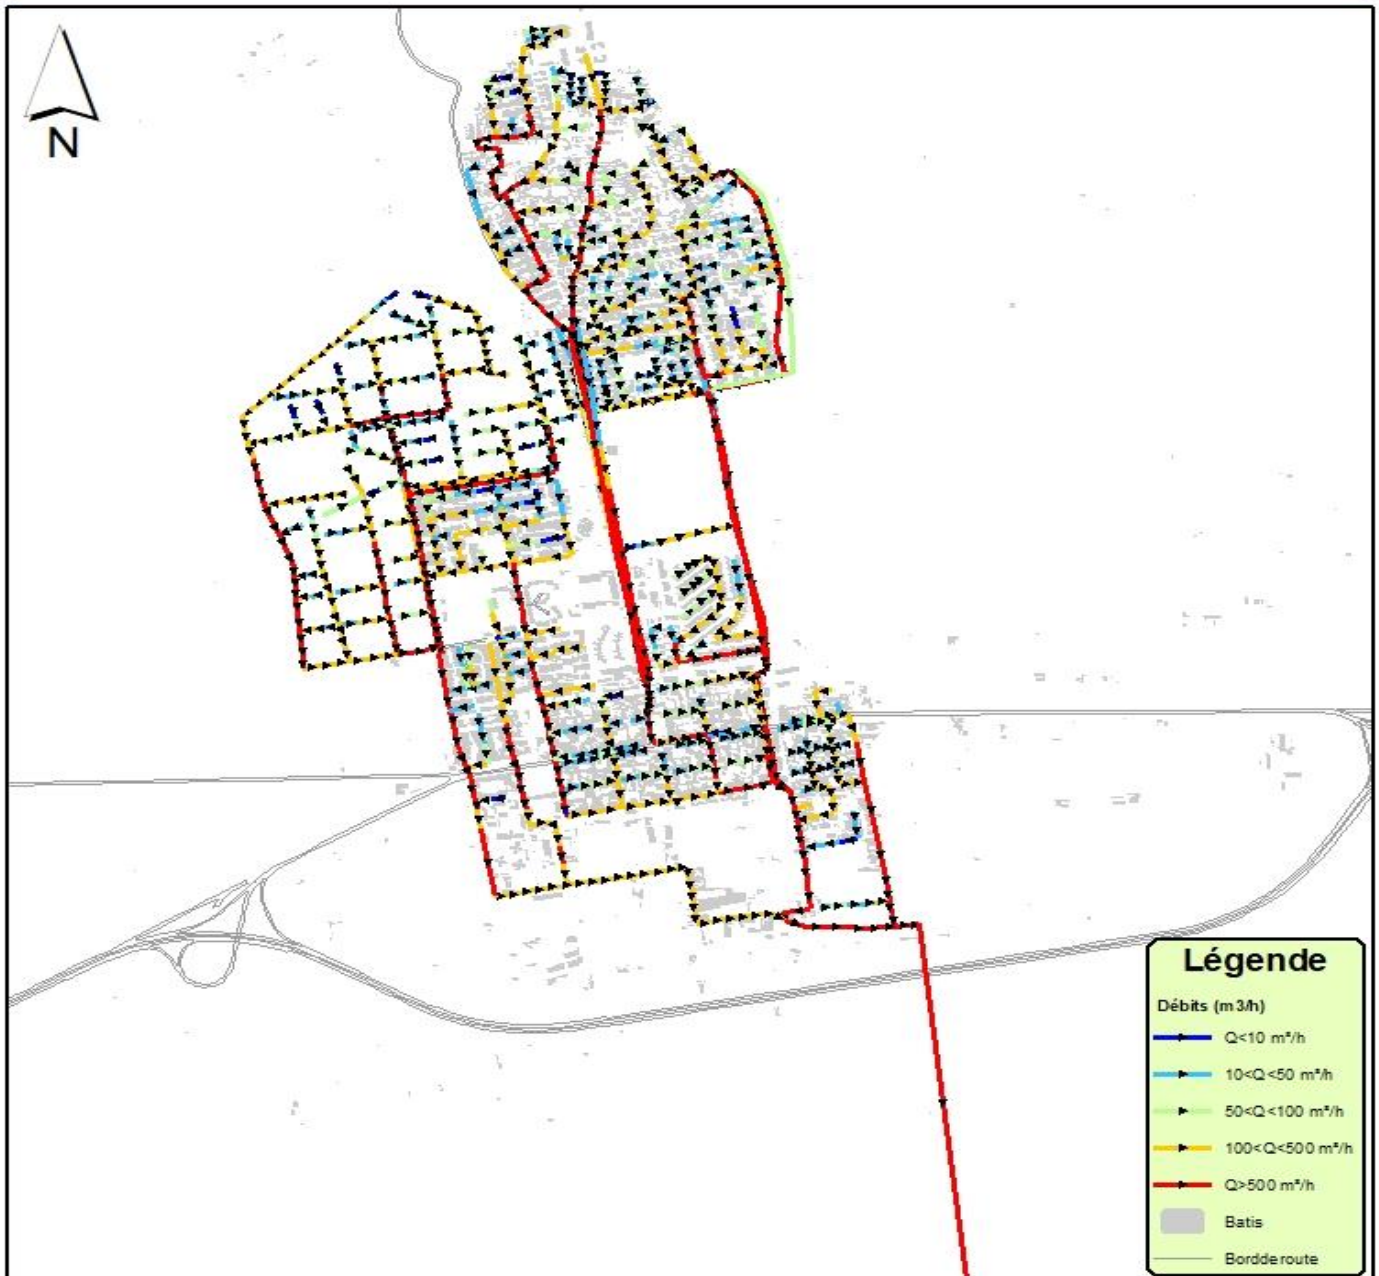 N
Légende
Débits (m3/h)
Q<10 m³/h
10<Q<50 m³/h
50<Q<100 m³/h
100<Q<500 m³/h
Q>500 m³/h
Batis
Bordderoute